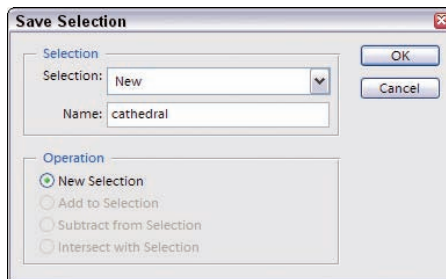 Save Selection
Selection
Selection: New
Name: cathedral
OK
Cancel
Operation
New Selection
Add to Selection
Subtract from Selection
Intersect with Selection